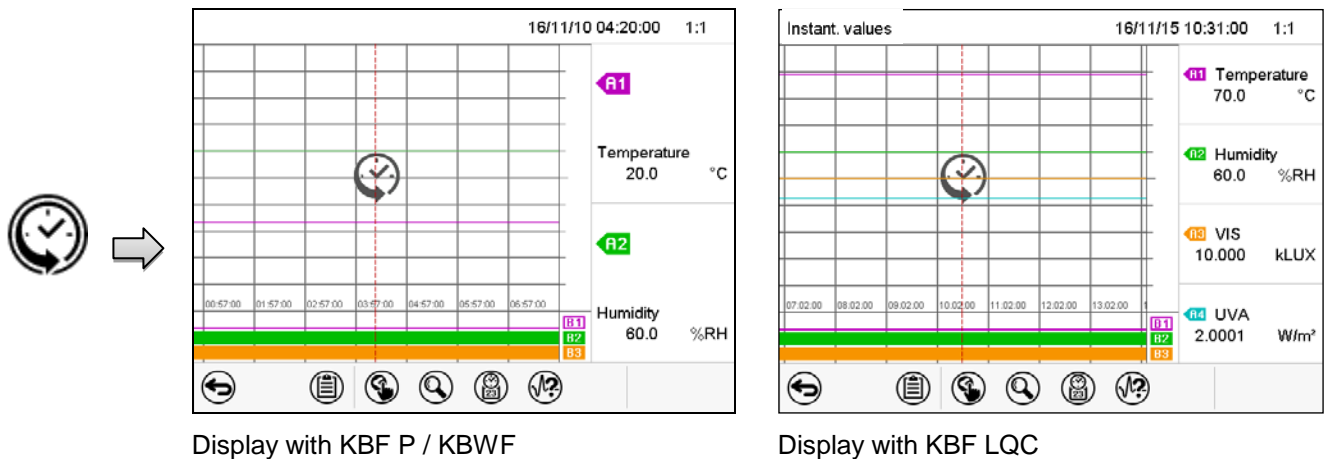 16/11/10 04:20:00 1:1
A1
Temperature
20.0 °C
A2
Humidity
60.0 %RH
00:57:00 01:57:00 02:57:00 03:57:00 04:57:00 05:57:00 06:57:00
B1
B2
B3
23
?
Display with KBF P / KBWF
Instant. values 16/11/15 10:31:00 1:1
A1 Temperature
70.0 °C
A2 Humidity
60.0 %RH
A3 VIS
10.000 kLUX
A4 UVA
2.0001 W/m²
07:02:00 08:02:00 09:02:00 10:02:00 11:02:00 12:02:00 13:02:00 1
B1
B2
B3
23
?
Display with KBF LQC